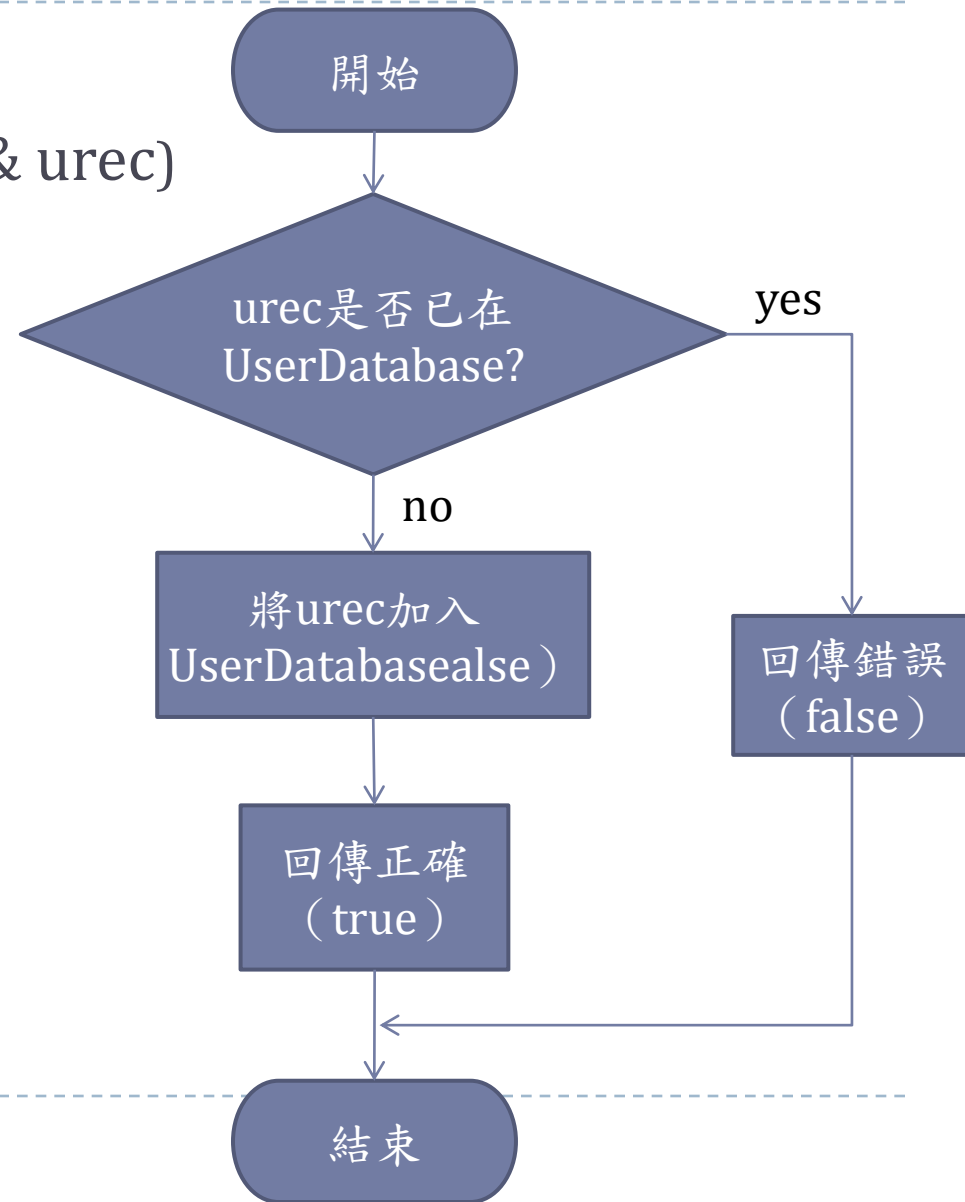 開始
& urec)
urec是否已在
UserDatabase?
yes
no
將urec加入
UserDatabasealse）
回傳錯誤
（false）
回傳正確
（true）
結束